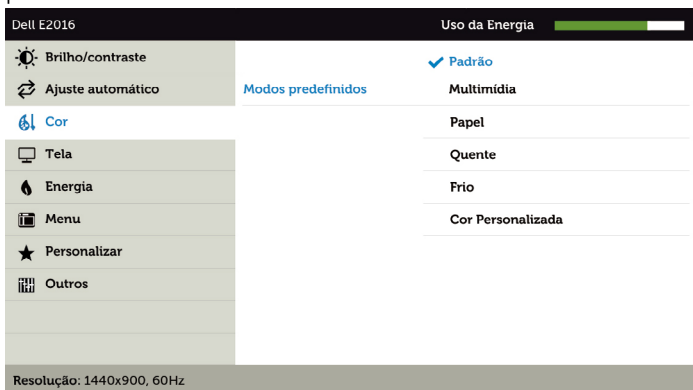 Dell E2016 Uso da Energia
Brilho/contraste
✓ Padrão
Ajuste automático Modos predefinidos Multimídia
Cor Papel
Tela Quente
Energia Frio
Menu Cor Personalizada
Personalizar
Outros
Resolução: 1440x900, 60Hz